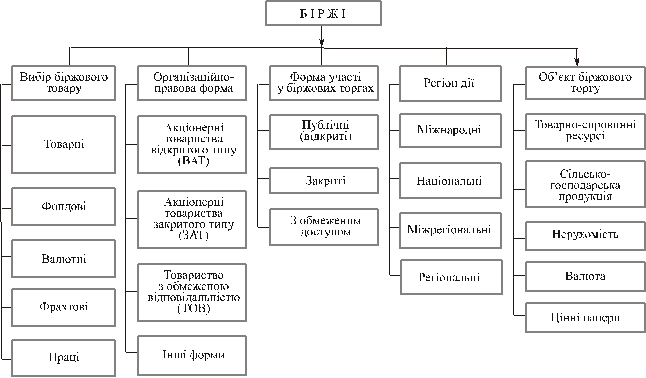 БІРЖІ
Вибір біржового
товару
Товарні
Фондові
Валютні
Фрахтові
Праці
Організаційно-
правова форма
Акціонерні
товариства
відкритого типу
(ВАТ)
Акціонерні
товариства
закритого типу
(ЗАТ)
Товариство
з обмеженою
відповідальністю
(ТОВ)
Інші форми
Форма участі
у біржових торгах
Публічні
(відкриті)
Закриті
З обмеженим
доступом
Регіон дії
Міжнародні
Національні
Міжрегіональні
Регіональні
Об’єкт біржового
торгу
Товарно-сировинні
ресурсі
Сільсько-
господарська
продукція
Нерухомість
Валюта
Цінні папери